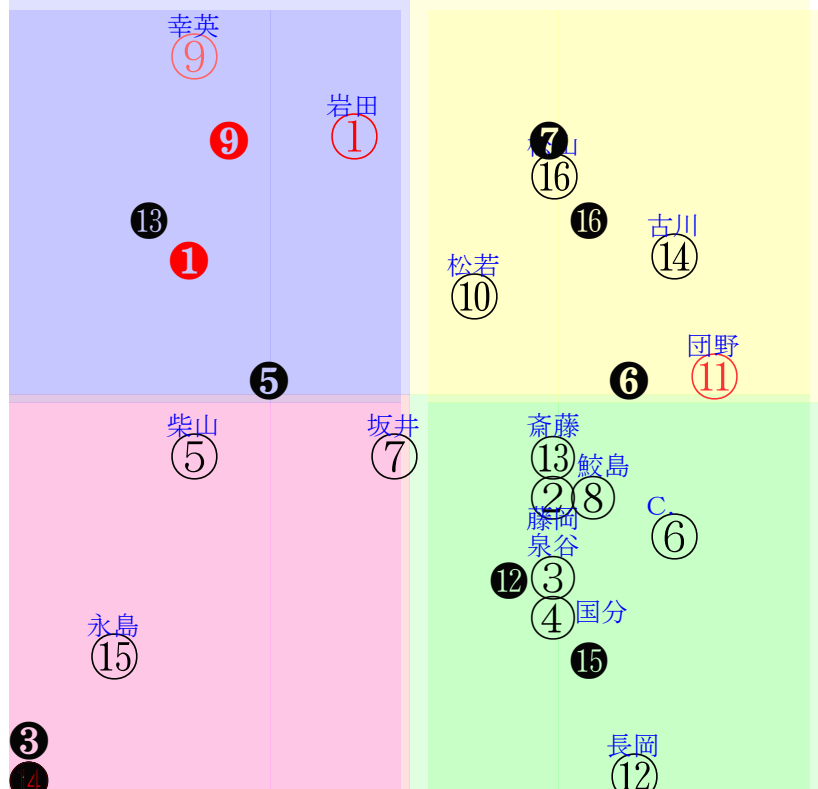 幸英
⑨
岩田
①
❾
❼
⑯
⓭
⓰
古川
⑭
❶
松若
⑩
団野
⑪
❺
❻
柴山
⑤
坂井
⑦
斎藤
⑬
鮫島
②⑧
藤岡
C.
⑥
泉谷
⓬
③
④
国分
永島
⑮
⓯
❸
長岡
⑫
⓮